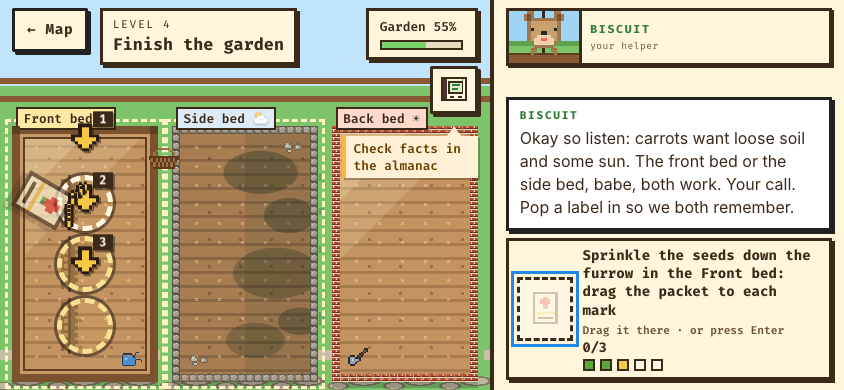 ← Map
LEVEL 4
Finish the garden
Garden 55%
Front bed
1
Side bed
Back bed
Check facts in
the almanac
2
3
BISCUIT
your helper
BISCUIT
Okay so listen: carrots want loose soil
and some sun. The front bed or the
side bed, babe, both work. Your call.
Pop a label in so we both remember.
Sprinkle the seeds down the
furrow in the Front bed:
drag the packet to each
mark
Drag it there · or press Enter
0/3